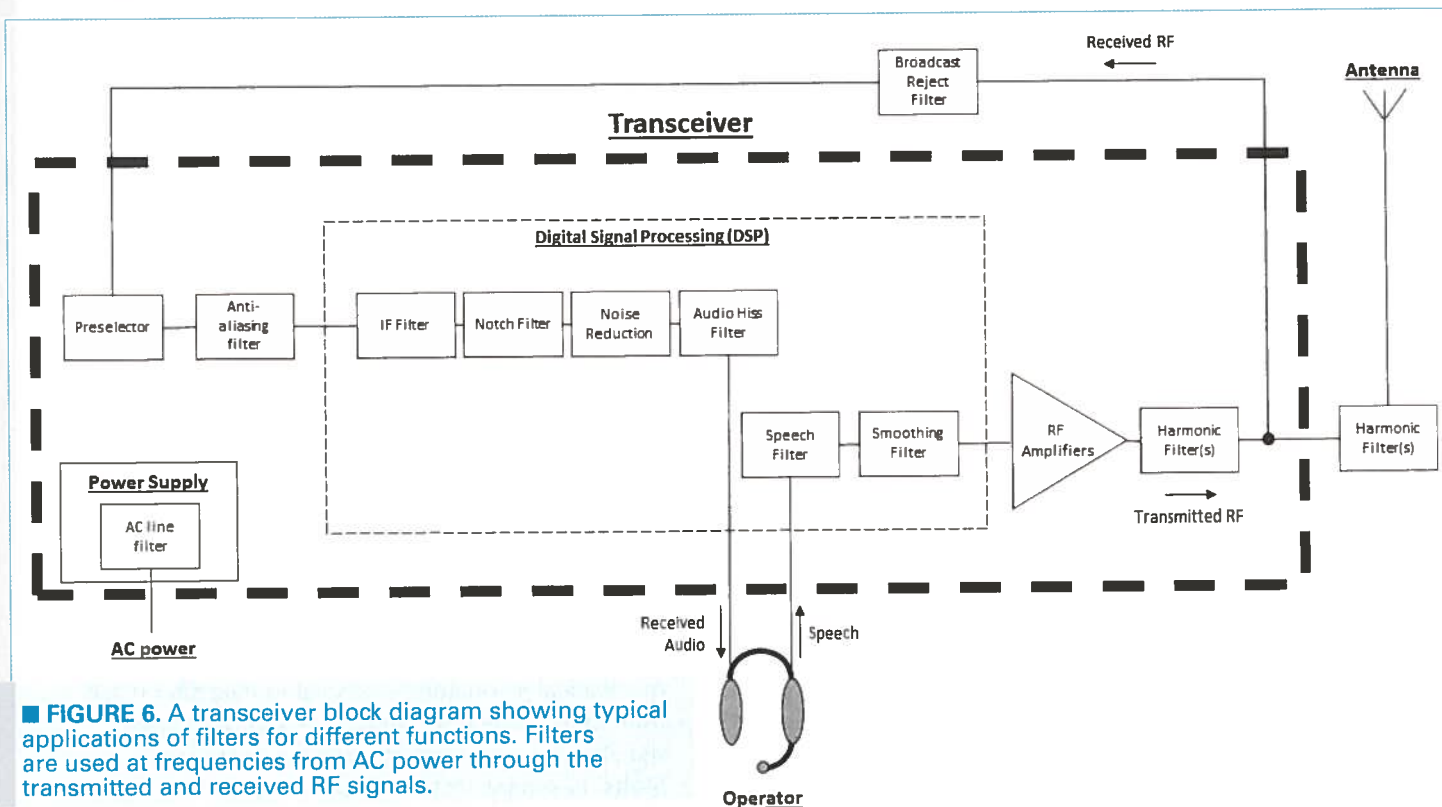 Received RF
Broadcast
Reject
Filter
Antenna
Transceiver
Digital Signal Processing (DSP)
Preselector
Anti-
aliasing
filter
IF Filter
Notch Filter
Noise
Reduction
Audio Hiss
Filter
Speech
Filter
Smoothing
Filter
RF
Amplifiers
Harmonic
Filter(s)
Harmonic
Filter(s)
Transmitted RF
Power Supply
AC line
filter
AC power
Received
Audio
Speech
■ FIGURE 6. A transceiver block diagram showing typical
applications of filters for different functions. Filters
are used at frequencies from AC power through the
transmitted and received RF signals.
Operator